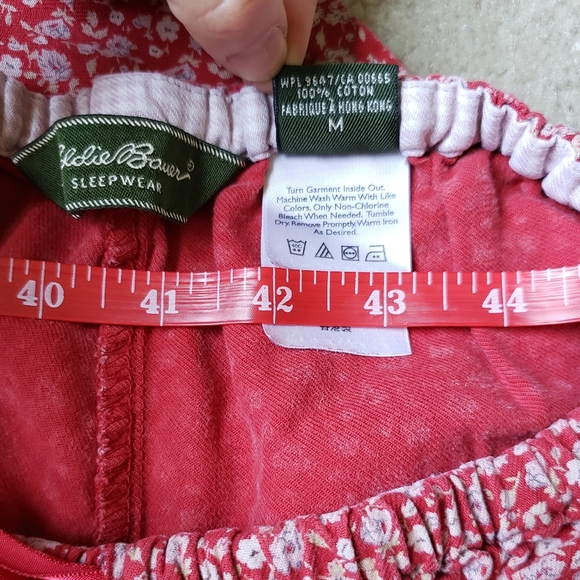 WPL 9647/CA 00665
100% COTON
FABRIQUÉ À HONG KONG
M
Eddie Bauer®
SLEEPWEAR
Turn Garment Inside Out.
Machine Wash Warm With Like
Colors. Only Non-Chlorine
Bleach When Needed. Tumble
Dry. Remove Promptly. Warm Iron
As Desired.
40 41 42 43 44